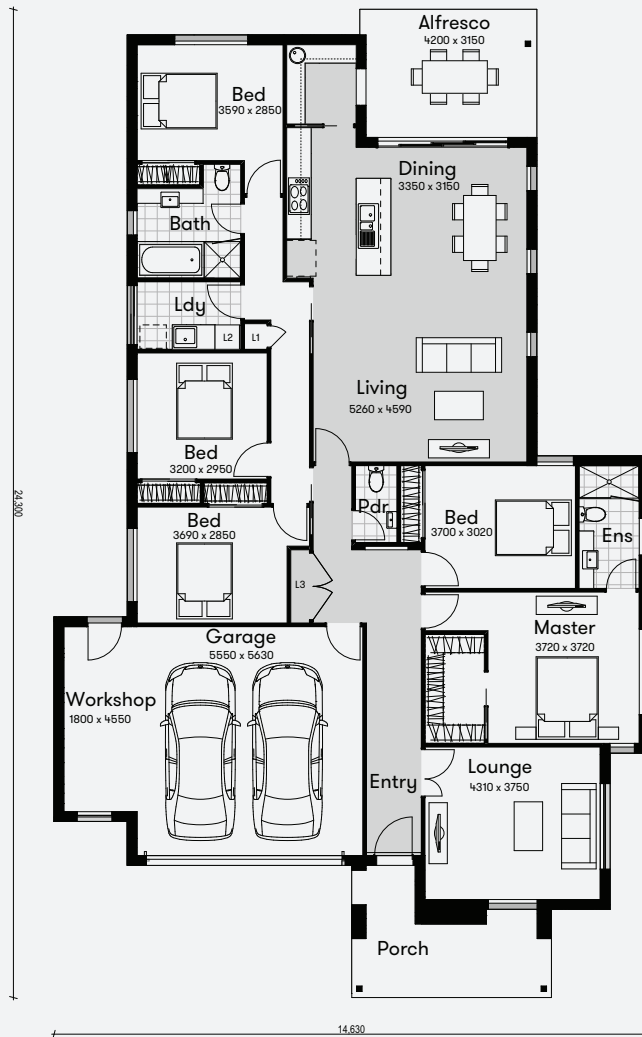 Alfresco
4200 x 3150
Bed
3590 x 2850
Dining
3350 x 3150
Bath
Ldy
L2
L1
Living
5260 x 4590
Bed
3200 x 2950
Pdr
Bed
3700 x 3020
Ens
Bed
3690 x 2850
L3
24,300
Master
3720 x 3720
Garage
5550 x 5630
Workshop
1800 x 4550
Entry
Lounge
4310 x 3750
Porch
14,630